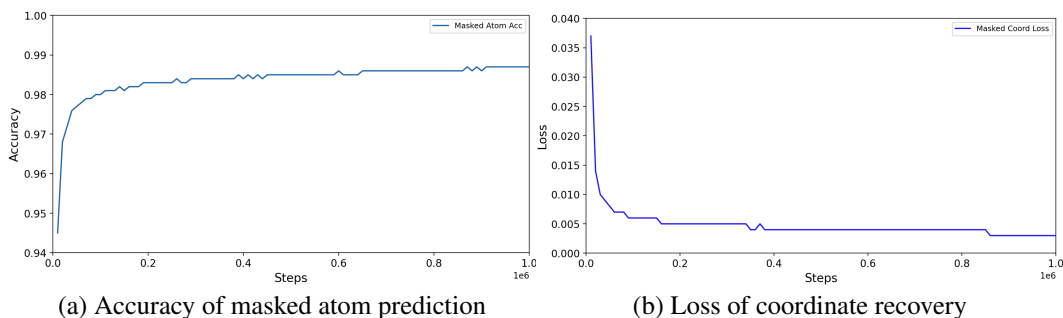 1.00
0.99
0.98
0.97
0.96
0.95
0.94
Accuracy
Masked Atom Acc
0.0 0.2 0.4 0.6 0.8 1.0
1e6
Steps
(a) Accuracy of masked atom prediction
0.040
0.035
0.030
0.025
0.020
0.015
0.010
0.005
0.000
Loss
Masked Coord Loss
0.0 0.2 0.4 0.6 0.8 1.0
1e6
Steps
(b) Loss of coordinate recovery